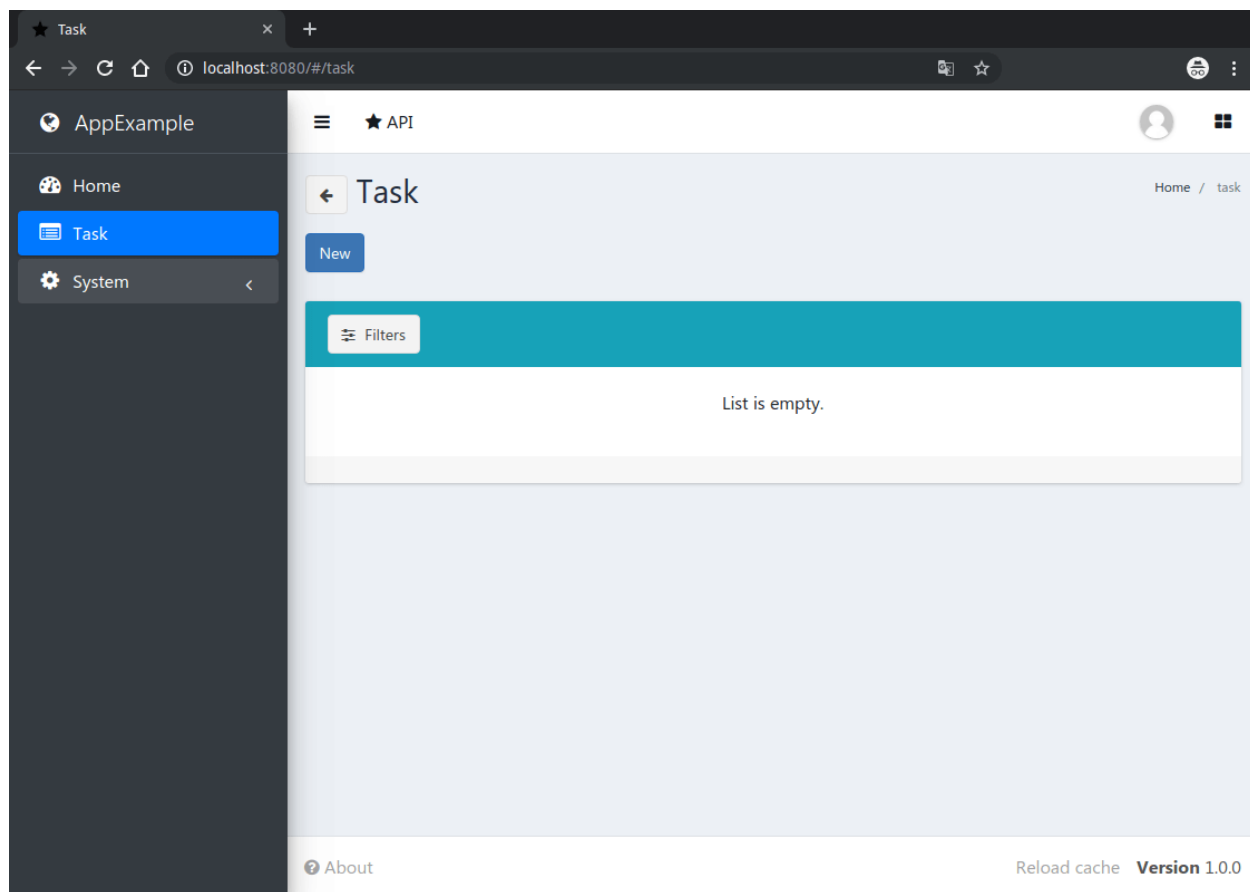 Task
localhost:8080/#/task
AppExample
API
Home
Task
System
Task
Home / task
New
Filters
List is empty.
About
Reload cache Version 1.0.0